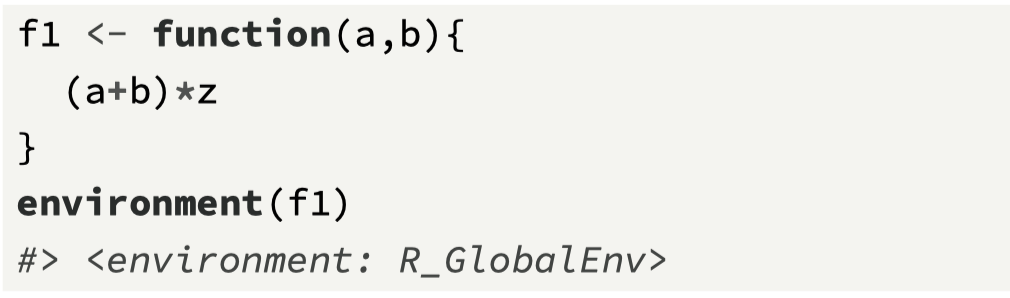 f1 <- function(a,b){
  (a+b)*z
}
environment(f1)
#> <environment: R_GlobalEnv>